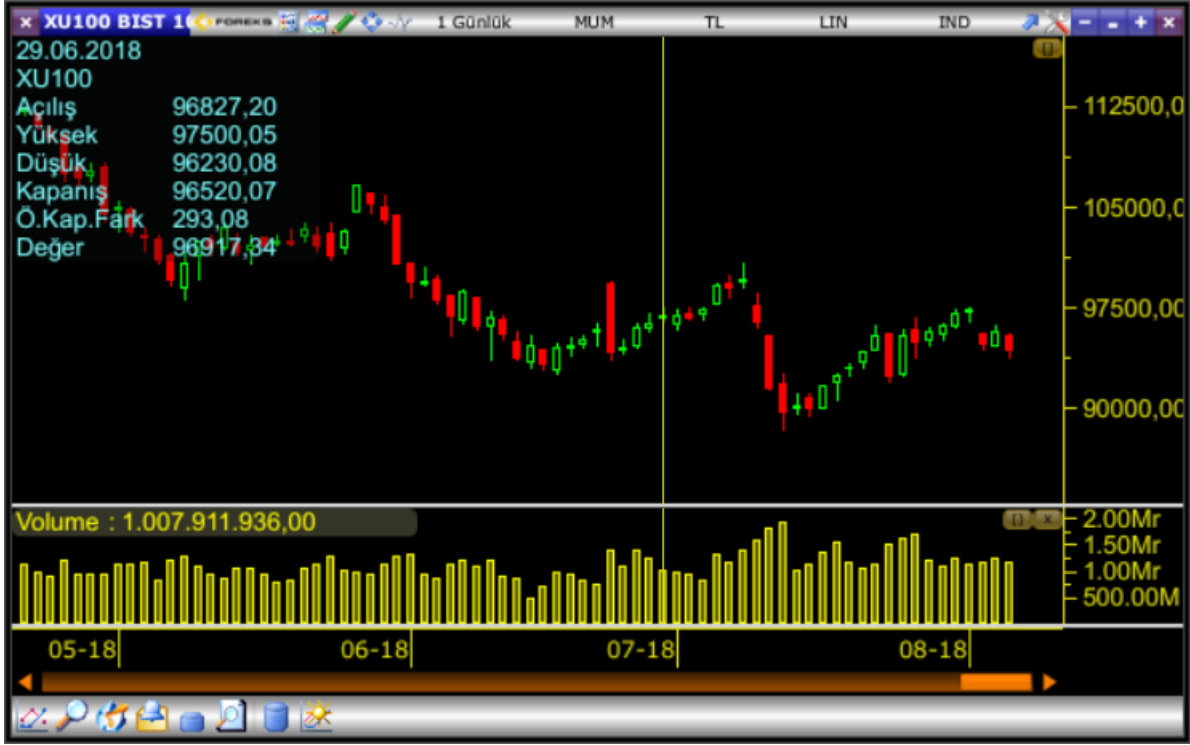 XU100 BIST 10 FOREKS 1 Günlük MUM TL LIN IND
29.06.2018
XU100
Açılış 96827,20
Yüksek 97500,05
Düşük 96230,08
Kapanış 96520,07
Ö.Kap.Fark 293,08
Değer 96917,34
112500,0
105000,0
97500,00
90000,00
Volume : 1.007.911.936,00
2.00Mr
1.50Mr
1.00Mr
500.00M
05-18 06-18 07-18 08-18